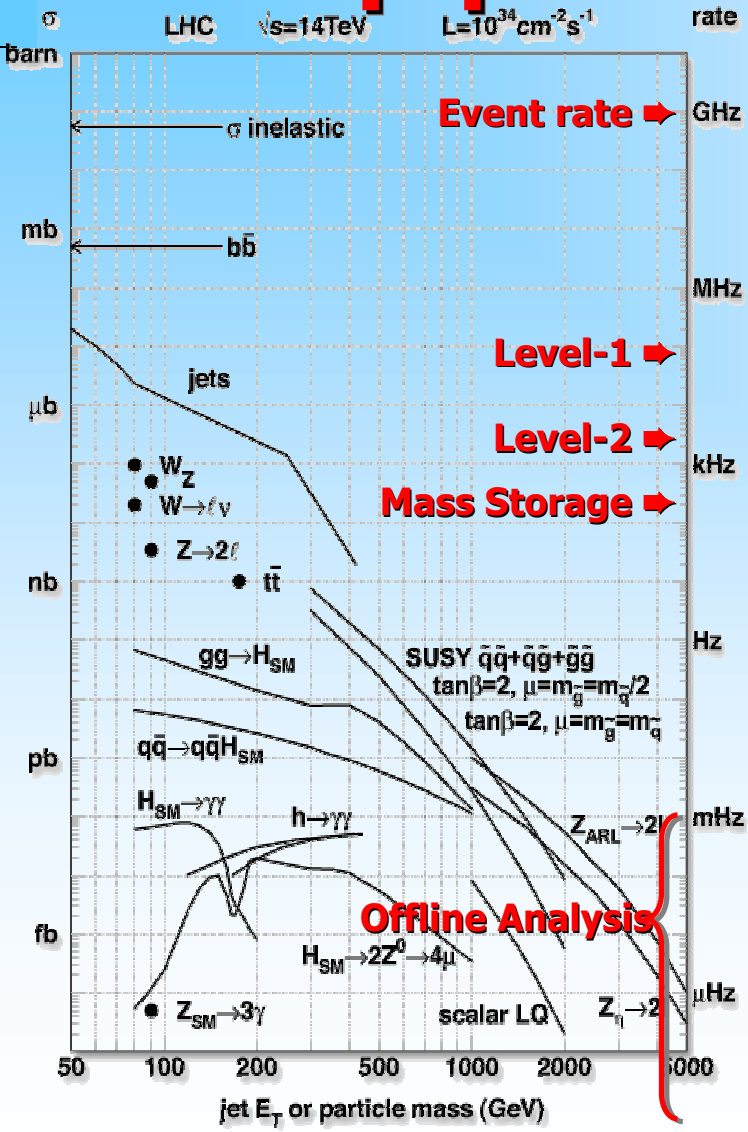 σ LHC √s=14TeV L=10³⁴cm⁻²s⁻¹ rate
barn
Event rate GHz
σ inelastic
mb
bb̄
MHz
Level-1
jets
μb
Level-2
W kHz
Z
Mass Storage
W→ℓν
Z→2ℓ
nb tt̄
Hz
gg→H_SM SUSY q̃q̃+q̃g̃+g̃g̃
tanβ=2, μ=m_g̃=m_q̃/2
tanβ=2, μ=m_g̃=m_q̃
qq̄→qq̄H_SM
pb
H_SM→γγ
h→γγ mHz
Z_ARL→2l
Offline Analysis
fb
H_SM→2Z⁰→4μ
μHz
Z_SM→3γ scalar LQ Z_η→2
50 100 200 500 1000 2000 5000
jet E_T or particle mass (GeV)